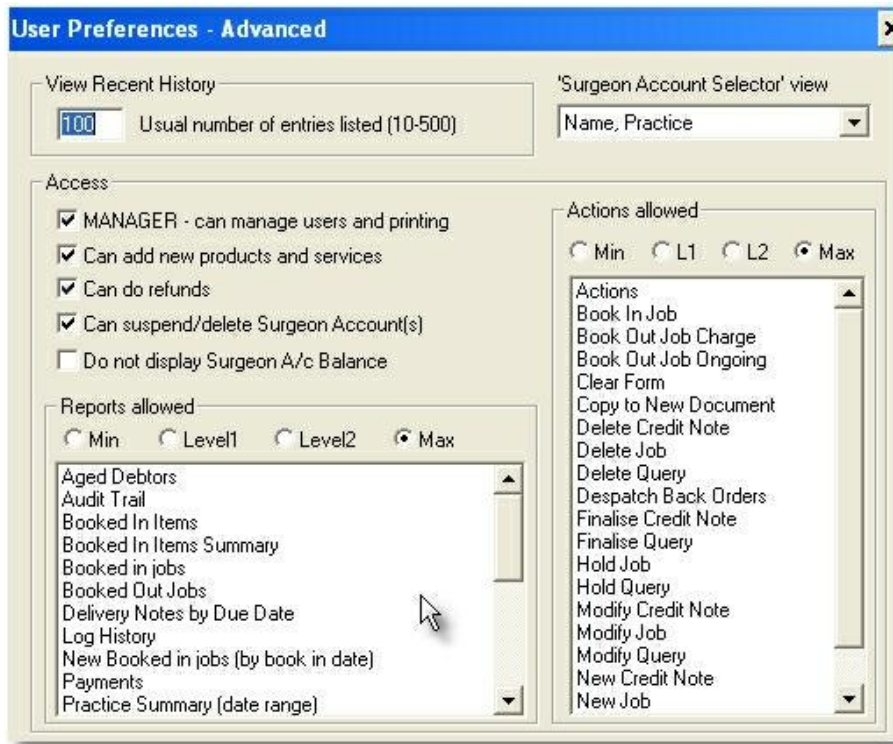 User Preferences - Advanced
View Recent History
100 Usual number of entries listed (10-500)
'Surgeon Account Selector' view
Name, Practice
Access
MANAGER - can manage users and printing
Can add new products and services
Can do refunds
Can suspend/delete Surgeon Account(s)
Do not display Surgeon A/c Balance
Reports allowed
Min Level1 Level2 Max
Aged Debtors
Audit Trail
Booked In Items
Booked In Items Summary
Booked in jobs
Booked Out Jobs
Delivery Notes by Due Date
Log History
New Booked in jobs (by book in date)
Payments
Practice Summary (date range)
Actions allowed
Min L1 L2 Max
Actions
Book In Job
Book Out Job Charge
Book Out Job Ongoing
Clear Form
Copy to New Document
Delete Credit Note
Delete Job
Delete Query
Despatch Back Orders
Finalise Credit Note
Finalise Query
Hold Job
Hold Query
Modify Credit Note
Modify Job
Modify Query
New Credit Note
New Job